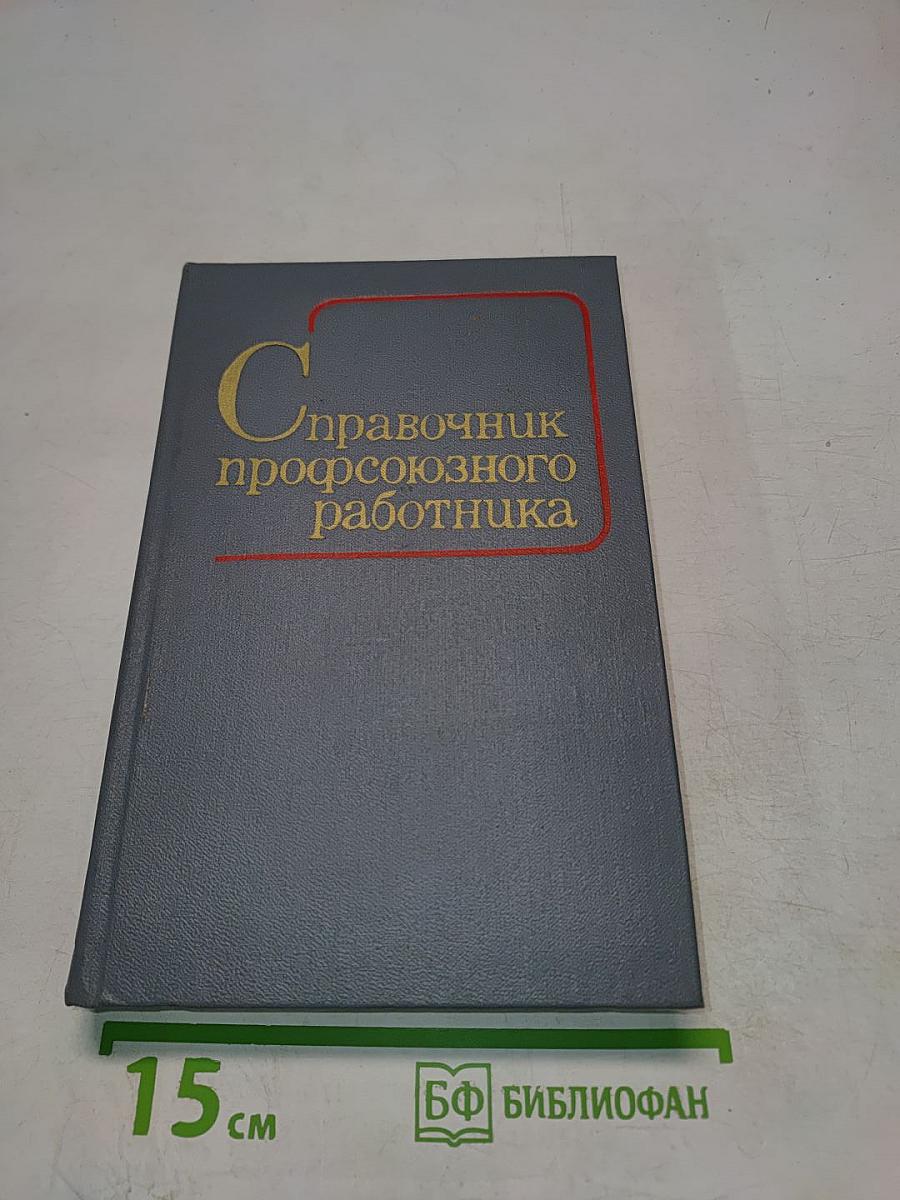 Справочник
профсоюзного
работника
15 см
БФ БИБЛИОФАН